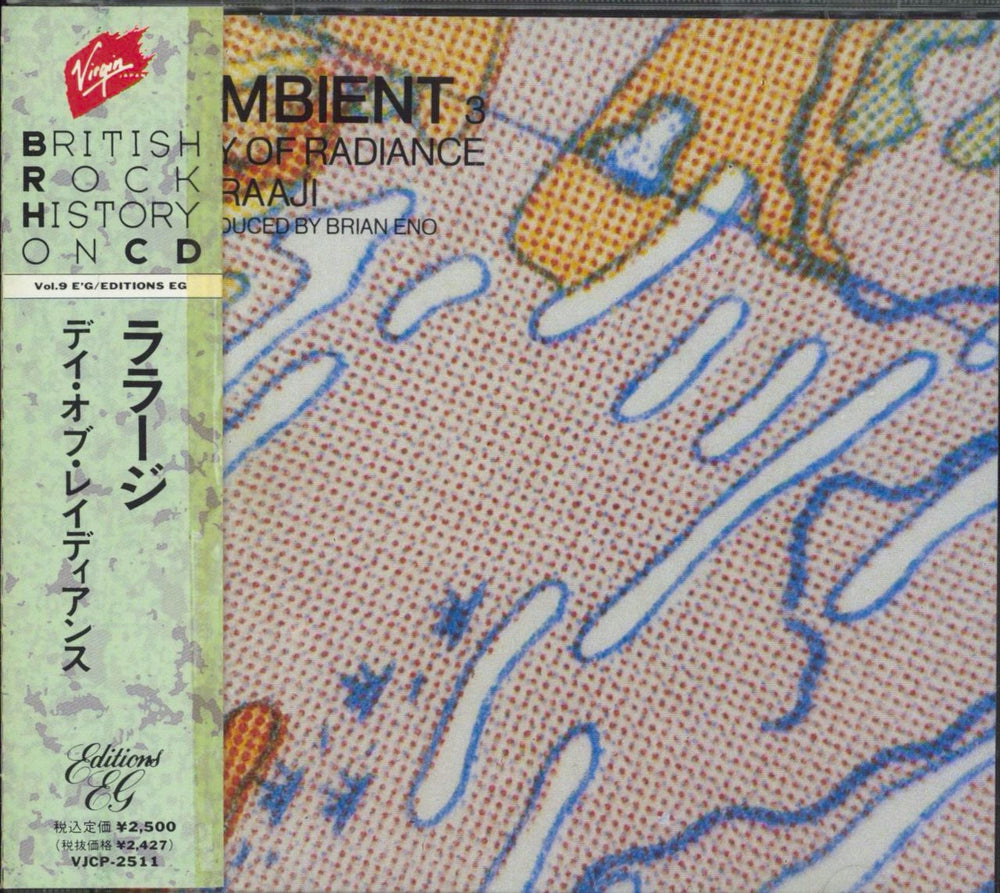 Virgin
JAPAN
BRITISH
ROCK
HISTORY
ON CD
Vol.9 E'G/EDITIONS EG
ララージ
デイ・オブ・レイディアンス
Editions
EG
税込定価 ¥2,500
(税抜価格 ¥2,427)
VJCP-2511
MBIENT 3
Y OF RADIANCE
RAAJI
DUCED BY BRIAN ENO